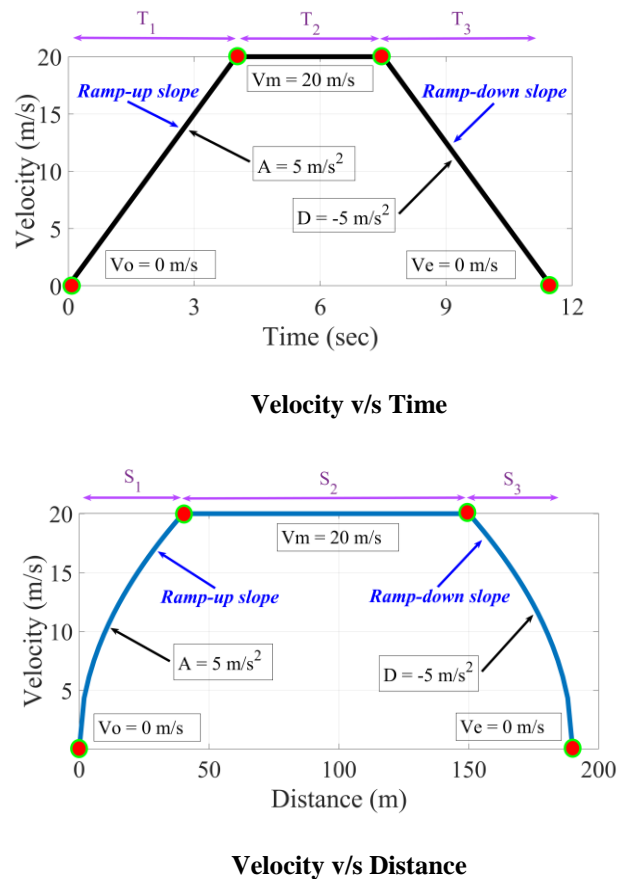 T₁ T₂ T₃
20
Vm = 20 m/s
Ramp-up slope
Ramp-down slope
15
A = 5 m/s²
10
D = -5 m/s²
5
Vo = 0 m/s
Ve = 0 m/s
0
0 3 6 9 12
Velocity (m/s)
Time (sec)
Velocity v/s Time
S₁ S₂ S₃
20
Vm = 20 m/s
15
Ramp-up slope
Ramp-down slope
10
A = 5 m/s²
D = -5 m/s²
5
Vo = 0 m/s
Ve = 0 m/s
0 50 100 150 200
Velocity (m/s)
Distance (m)
Velocity v/s Distance